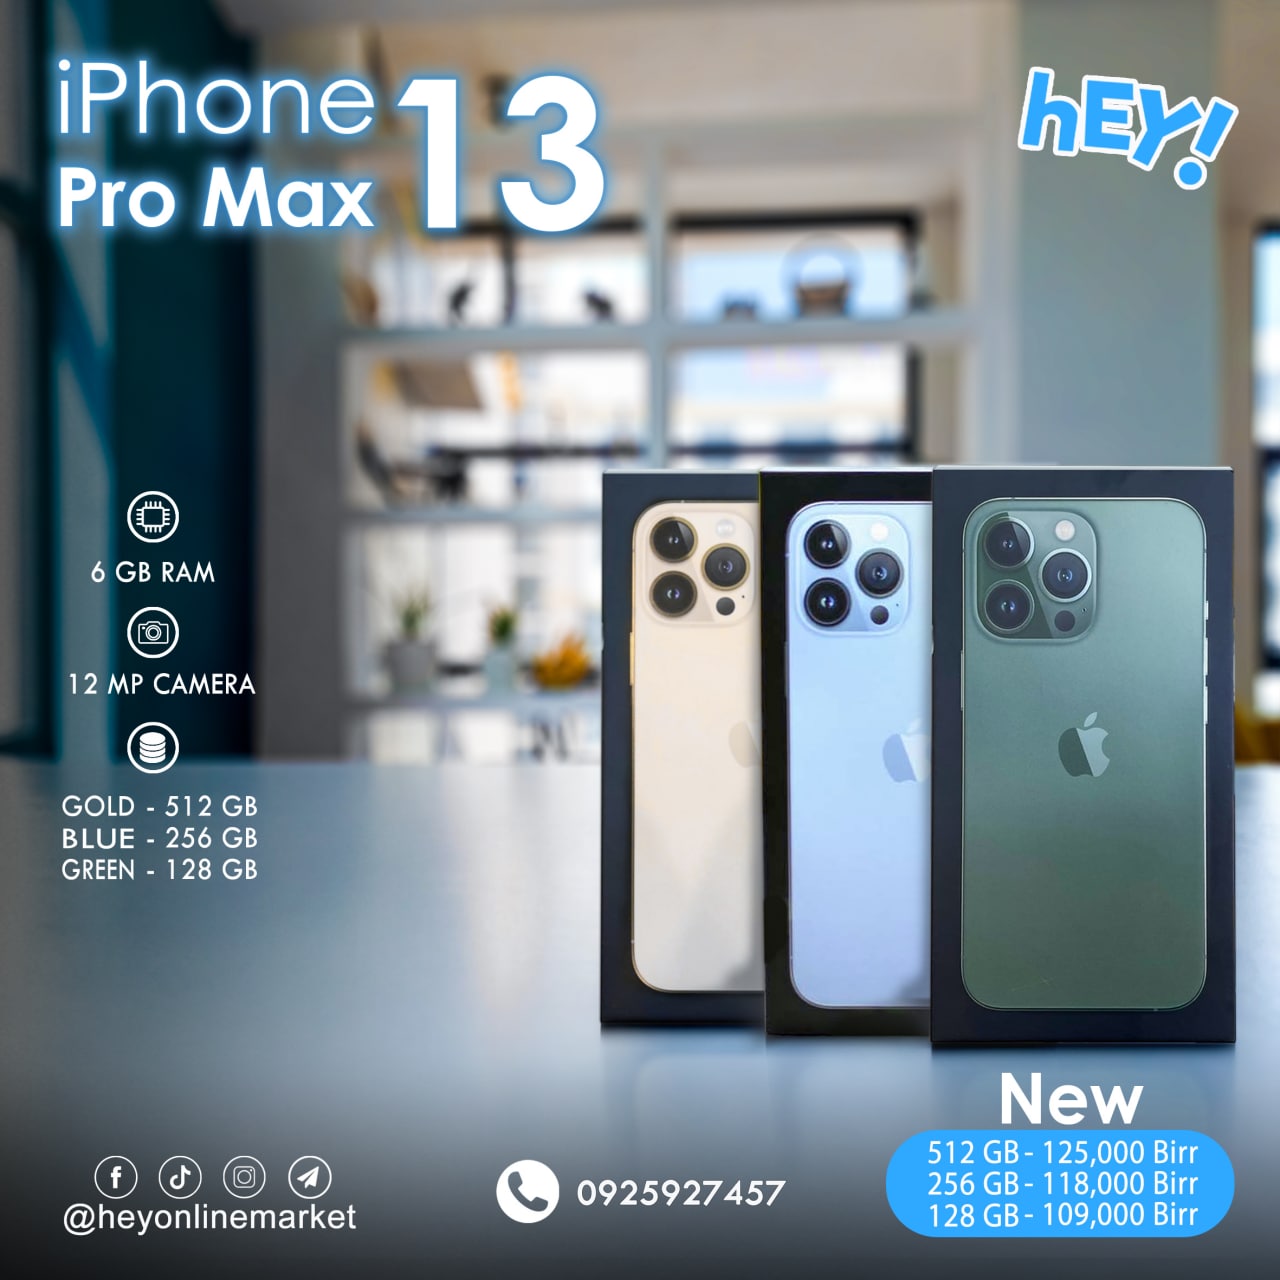 iPhone 13
Pro Max
hEY!
6 GB RAM
12 MP CAMERA
GOLD - 512 GB
BLUE - 256 GB
GREEN - 128 GB
New
512 GB - 125,000 Birr
256 GB - 118,000 Birr
128 GB - 109,000 Birr
@heyonlinemarket
0925927457